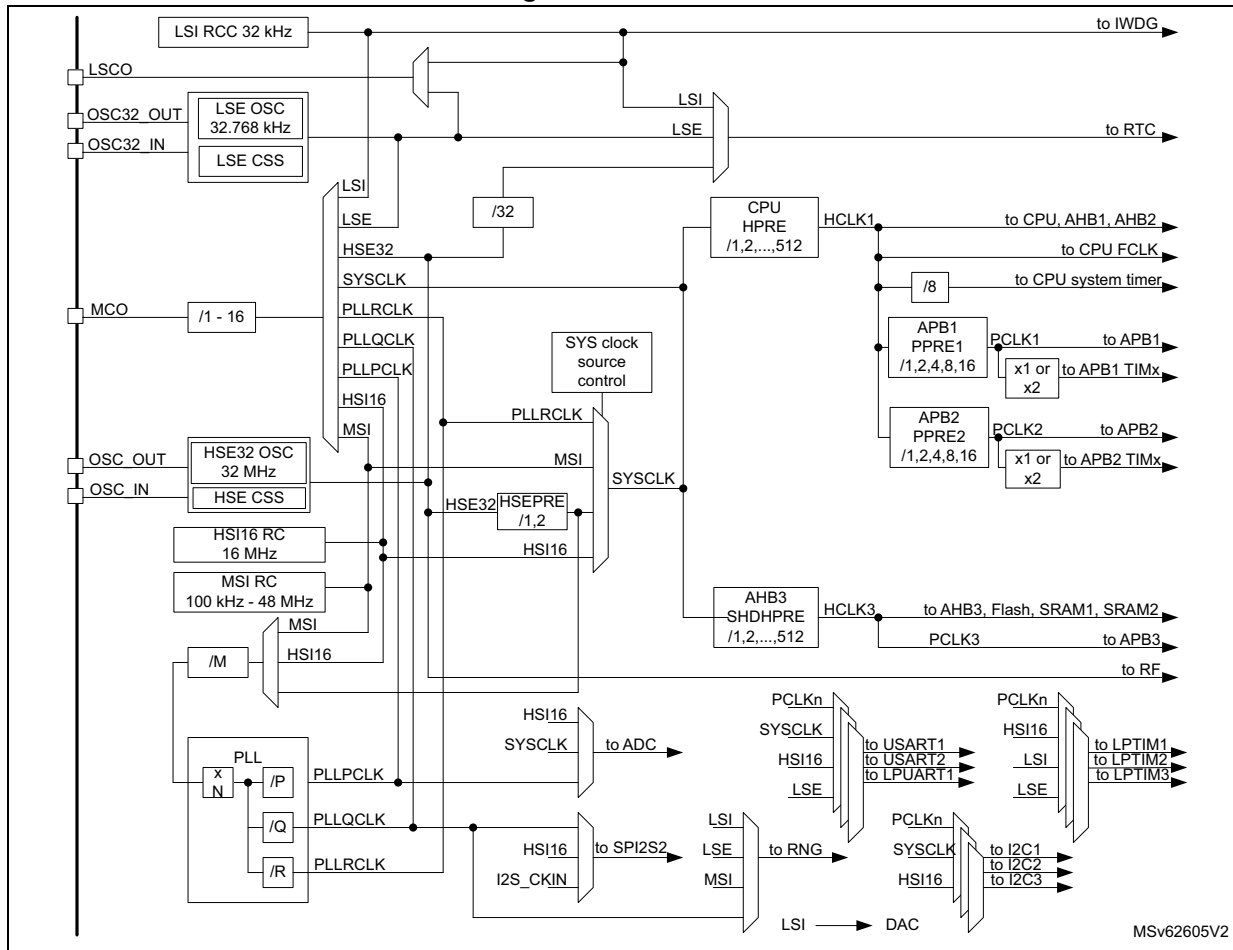 LSI RCC 32 kHz
to IWDG
LSCO
OSC32_OUT
LSE OSC
32.768 kHz
LSI
LSE
to RTC
OSC32_IN
LSE CSS
LSI
LSE
/32
CPU
HPRE
/1,2,...,512
HCLK1
to CPU, AHB1, AHB2
HSE32
to CPU FCLK
SYSCLK
/8
to CPU system timer
MCO
/1 - 16
PLLRCLK
PLLQCLK
PLLPCLK
HSI16
MSI
SYS clock
source
control
APB1
PPRE1
/1,2,4,8,16
PCLK1
to APB1
x1 or
x2
to APB1 TIMx
PLLRCLK
MSI
SYSCLK
APB2
PPRE2
/1,2,4,8,16
PCLK2
to APB2
x1 or
x2
to APB2 TIMx
OSC_OUT
HSE32 OSC
32 MHz
OSC_IN
HSE CSS
HSE32
HSEPRE
/1,2
HSI16
HSI16 RC
16 MHz
MSI RC
100 kHz - 48 MHz
AHB3
SHDHPRE
/1,2,...,512
HCLK3
to AHB3, Flash, SRAM1, SRAM2
PCLK3
to APB3
to RF
MSI
HSI16
/M
PLL
x
N
/P
/Q
/R
PLLPCLK
PLLQCLK
PLLRCLK
HSI16
SYSCLK
to ADC
HSI16
I2S_CKIN
to SPI2S2
LSI
LSE
MSI
to RNG
PCLKn
SYSCLK
HSI16
LSE
to USART1
to USART2
to LPUART1
PCLKn
HSI16
LSI
LSE
to LPTIM1
to LPTIM2
to LPTIM3
PCLKn
SYSCLK
HSI16
to I2C1
to I2C2
to I2C3
LSI
DAC
MSv62605V2